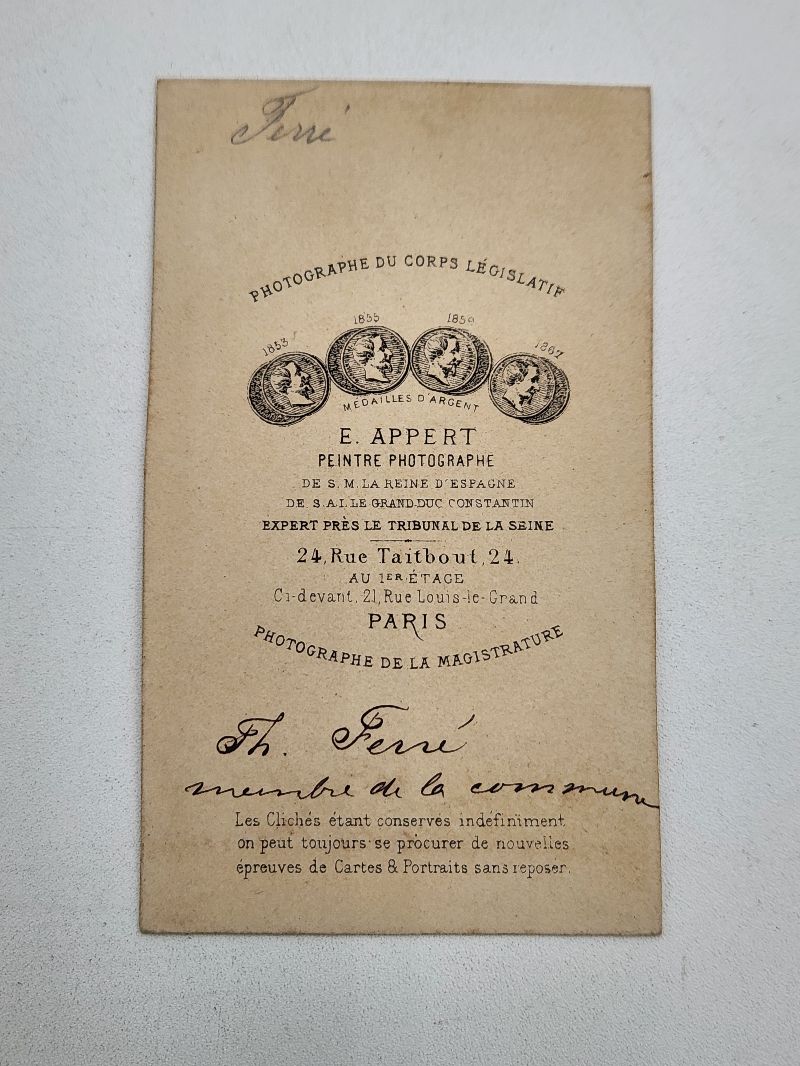 Ferré
PHOTOGRAPHE DU CORPS LÉGISLATIF
1853 1855 1859 1867
MÉDAILLES D'ARGENT
E. APPERT
PEINTRE PHOTOGRAPHE
DE S. M. LA REINE D'ESPAGNE
DE S.A.I. LE GRAND-DUC CONSTANTIN
EXPERT PRÈS LE TRIBUNAL DE LA SEINE
24, Rue Taitbout, 24.
AU 1ER ÉTAGE
Ci-devant, 21, Rue Louis-le-Grand
PARIS
PHOTOGRAPHE DE LA MAGISTRATURE
Th. Ferré
membre de la commune
Les Clichés étant conservés indéfiniment
on peut toujours se procurer de nouvelles
épreuves de Cartes & Portraits sans reposer.